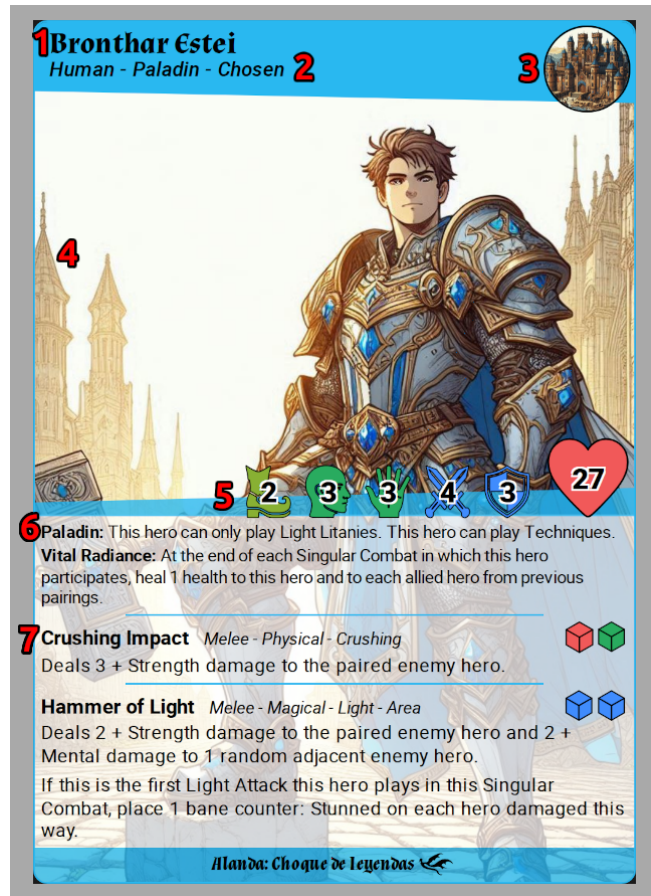 1 Bronthar Estei
Human - Paladin - Chosen 2
3
4
5 2 3 3 4 3 27
6 Paladin: This hero can only play Light Litanies. This hero can play Techniques.
Vital Radiance: At the end of each Singular Combat in which this hero
participates, heal 1 health to this hero and to each allied hero from previous
pairings.
7 Crushing Impact Melee - Physical - Crushing
Deals 3 + Strength damage to the paired enemy hero.
Hammer of Light Melee - Magical - Light - Area
Deals 2 + Strength damage to the paired enemy hero and 2 +
Mental damage to 1 random adjacent enemy hero.
If this is the first Light Attack this hero plays in this Singular
Combat, place 1 bane counter: Stunned on each hero damaged this
way.
Alanda: Choque de Leyendas